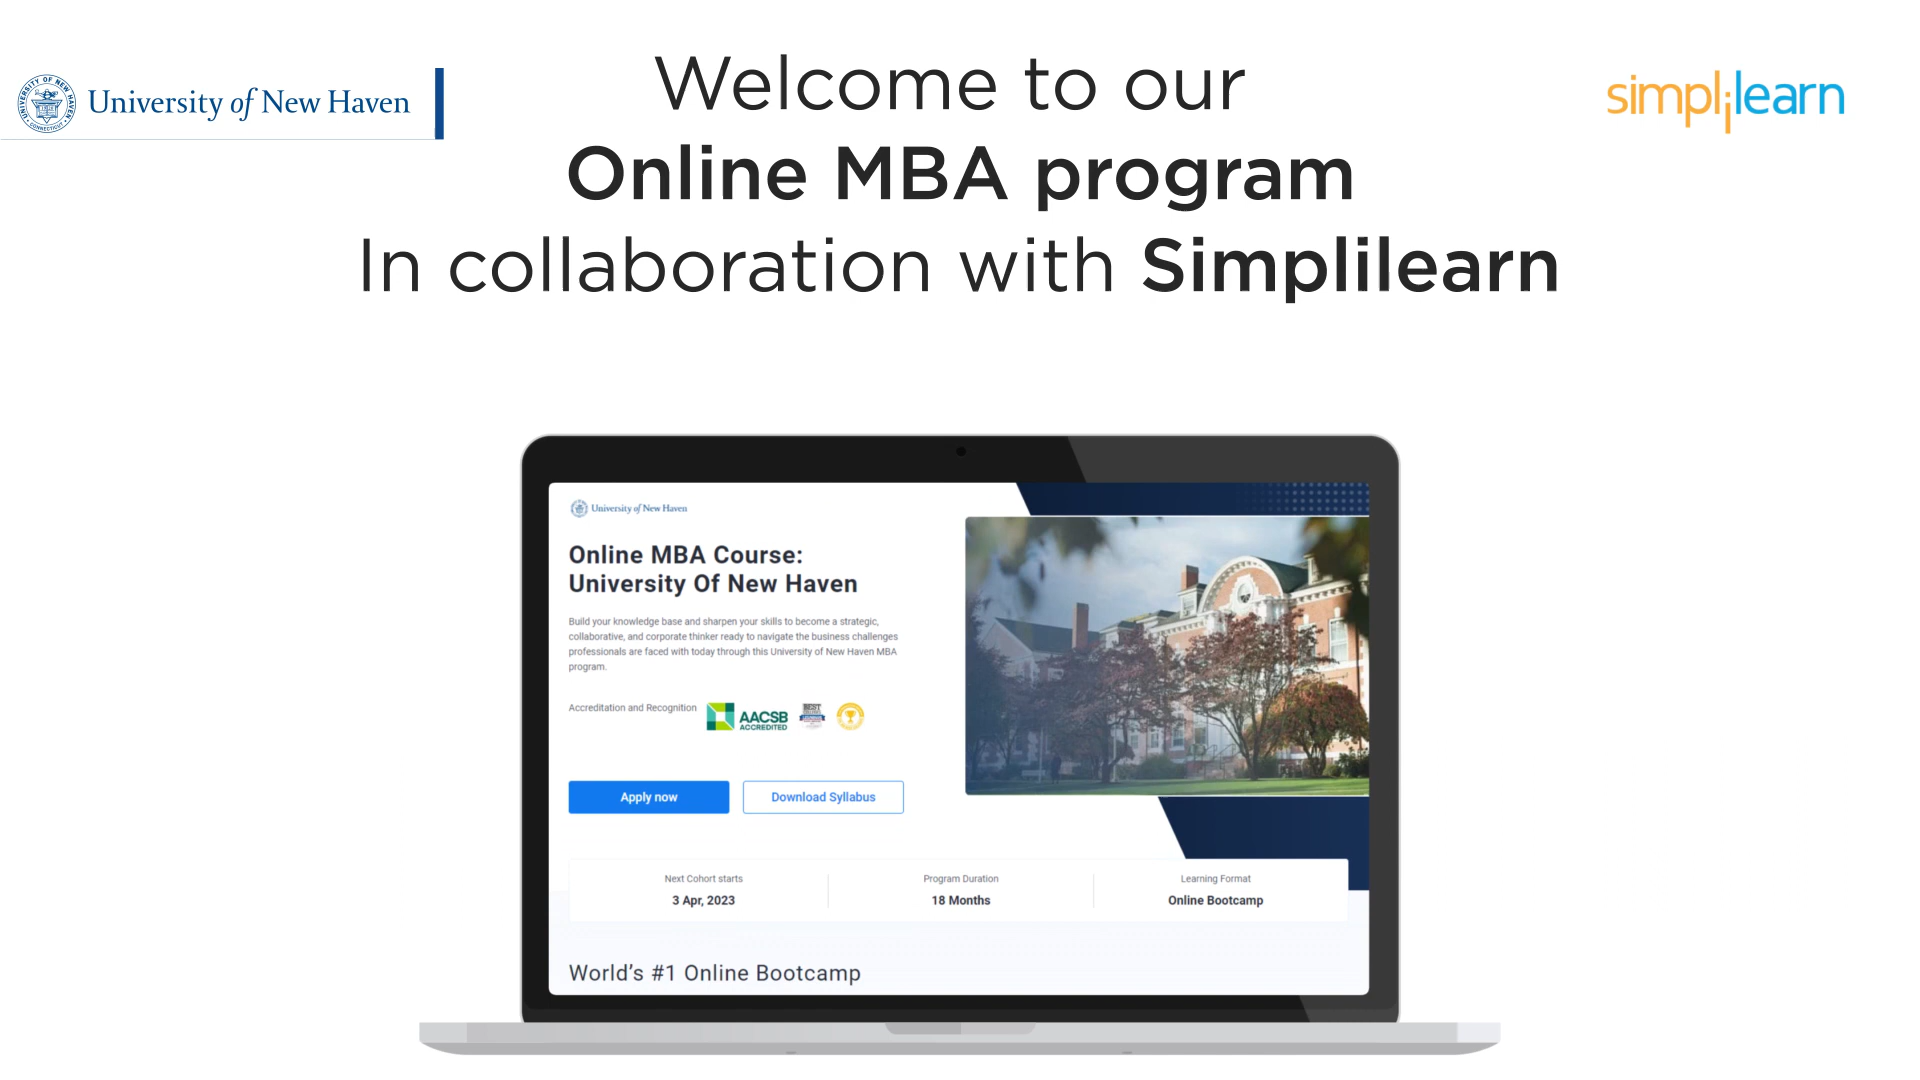 University of New Haven
Welcome to our
Online MBA program
In collaboration with Simplilearn
simplilearn
University of New Haven
Online MBA Course:
University Of New Haven
Build your knowledge base and sharpen your skills to become a strategic,
collaborative, and corporate thinker ready to navigate the business challenges
professionals are faced with today through this University of New Haven MBA
program.
Accreditation and Recognition
AACSB
ACCREDITED
BEST
Apply now
Download Syllabus
Next Cohort starts
3 Apr, 2023
Program Duration
18 Months
Learning Format
Online Bootcamp
World's #1 Online Bootcamp